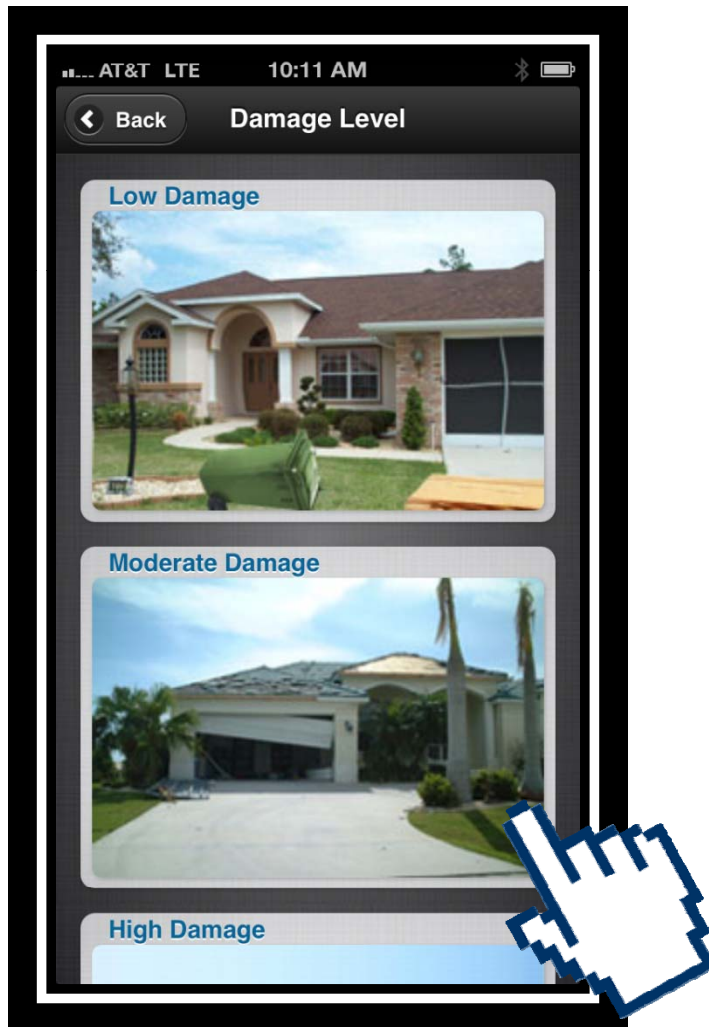 AT&T LTE 10:11 AM
Back Damage Level
Low Damage
Moderate Damage
High Damage